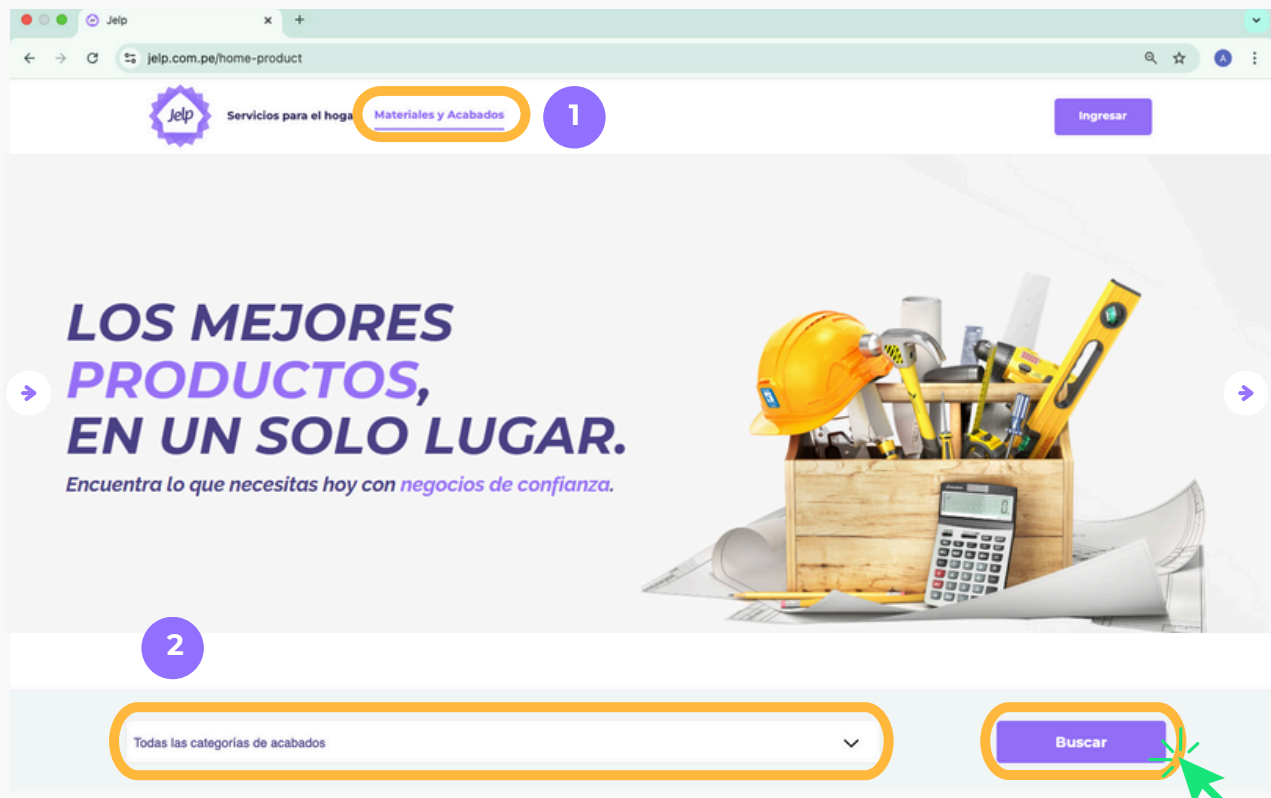 Jelp
jelp.com.pe/home-product
A
Jelp
Servicios para el hoga
Materiales y Acabados
1
Ingresar
LOS MEJORES
PRODUCTOS,
EN UN SOLO LUGAR.
Encuentra lo que necesitas hoy con negocios de confianza.
2
Todas las categorías de acabados
Buscar